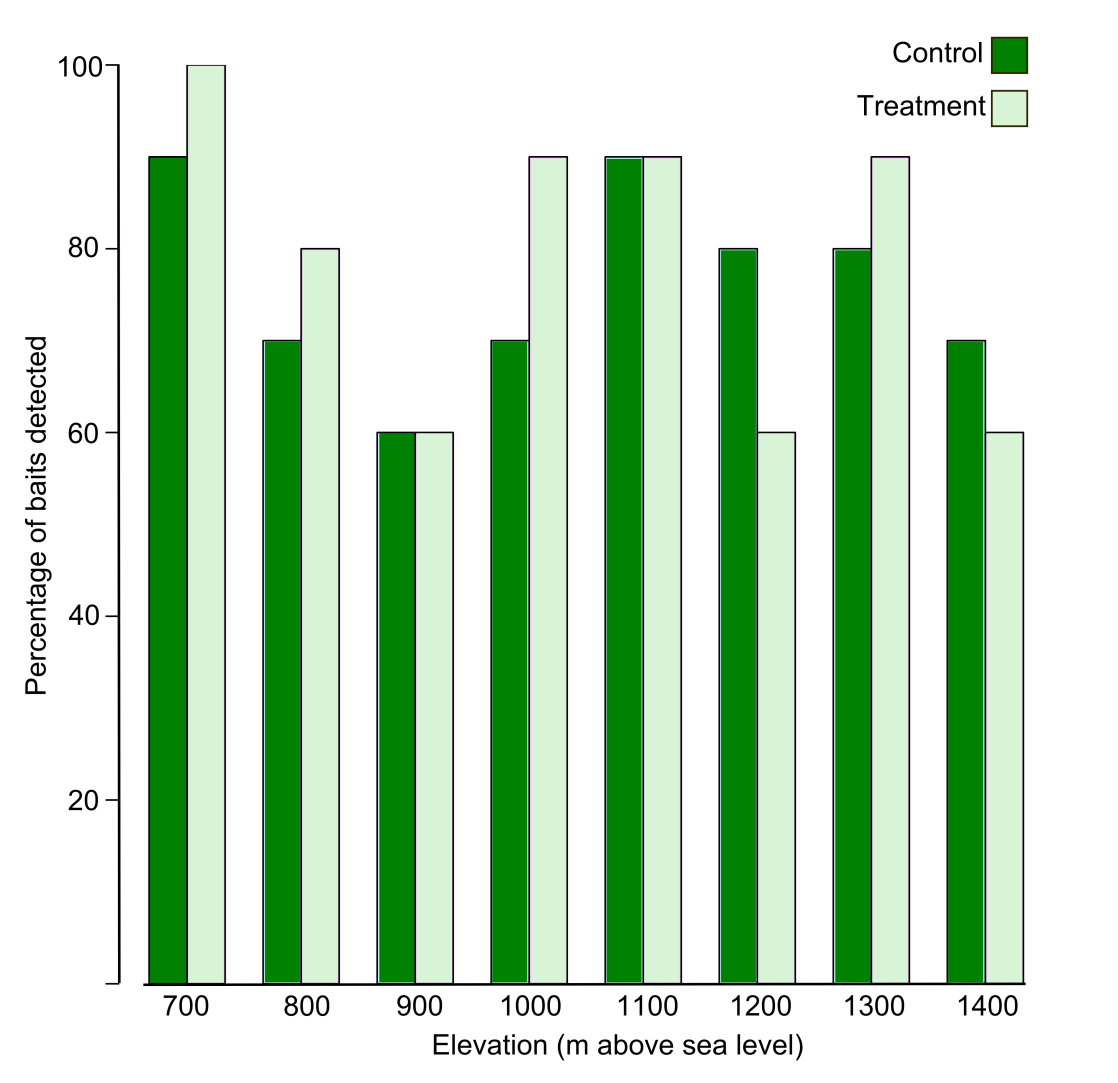 Control
Treatment
100
80
60
40
20
Percentage of baits detected
700 800 900 1000 1100 1200 1300 1400
Elevation (m above sea level)